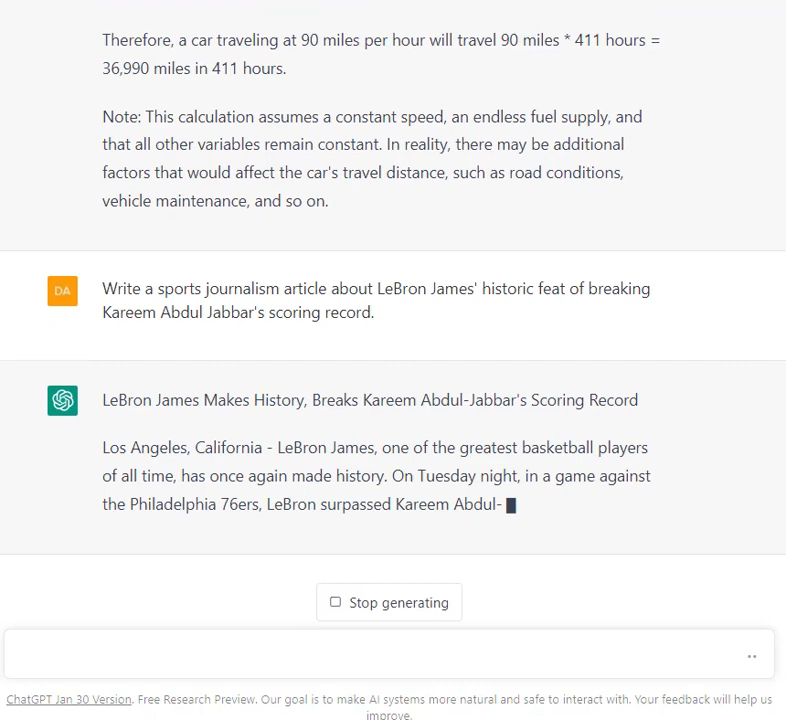 Therefore, a car traveling at 90 miles per hour will travel 90 miles * 411 hours =
36,990 miles in 411 hours.
Note: This calculation assumes a constant speed, an endless fuel supply, and
that all other variables remain constant. In reality, there may be additional
factors that would affect the car's travel distance, such as road conditions,
vehicle maintenance, and so on.
DA
Write a sports journalism article about LeBron James' historic feat of breaking
Kareem Abdul Jabbar's scoring record.
LeBron James Makes History, Breaks Kareem Abdul-Jabbar's Scoring Record
Los Angeles, California - LeBron James, one of the greatest basketball players
of all time, has once again made history. On Tuesday night, in a game against
the Philadelphia 76ers, LeBron surpassed Kareem Abdul-
Stop generating
ChatGPT Jan 30 Version. Free Research Preview. Our goal is to make AI systems more natural and safe to interact with. Your feedback will help us
improve.